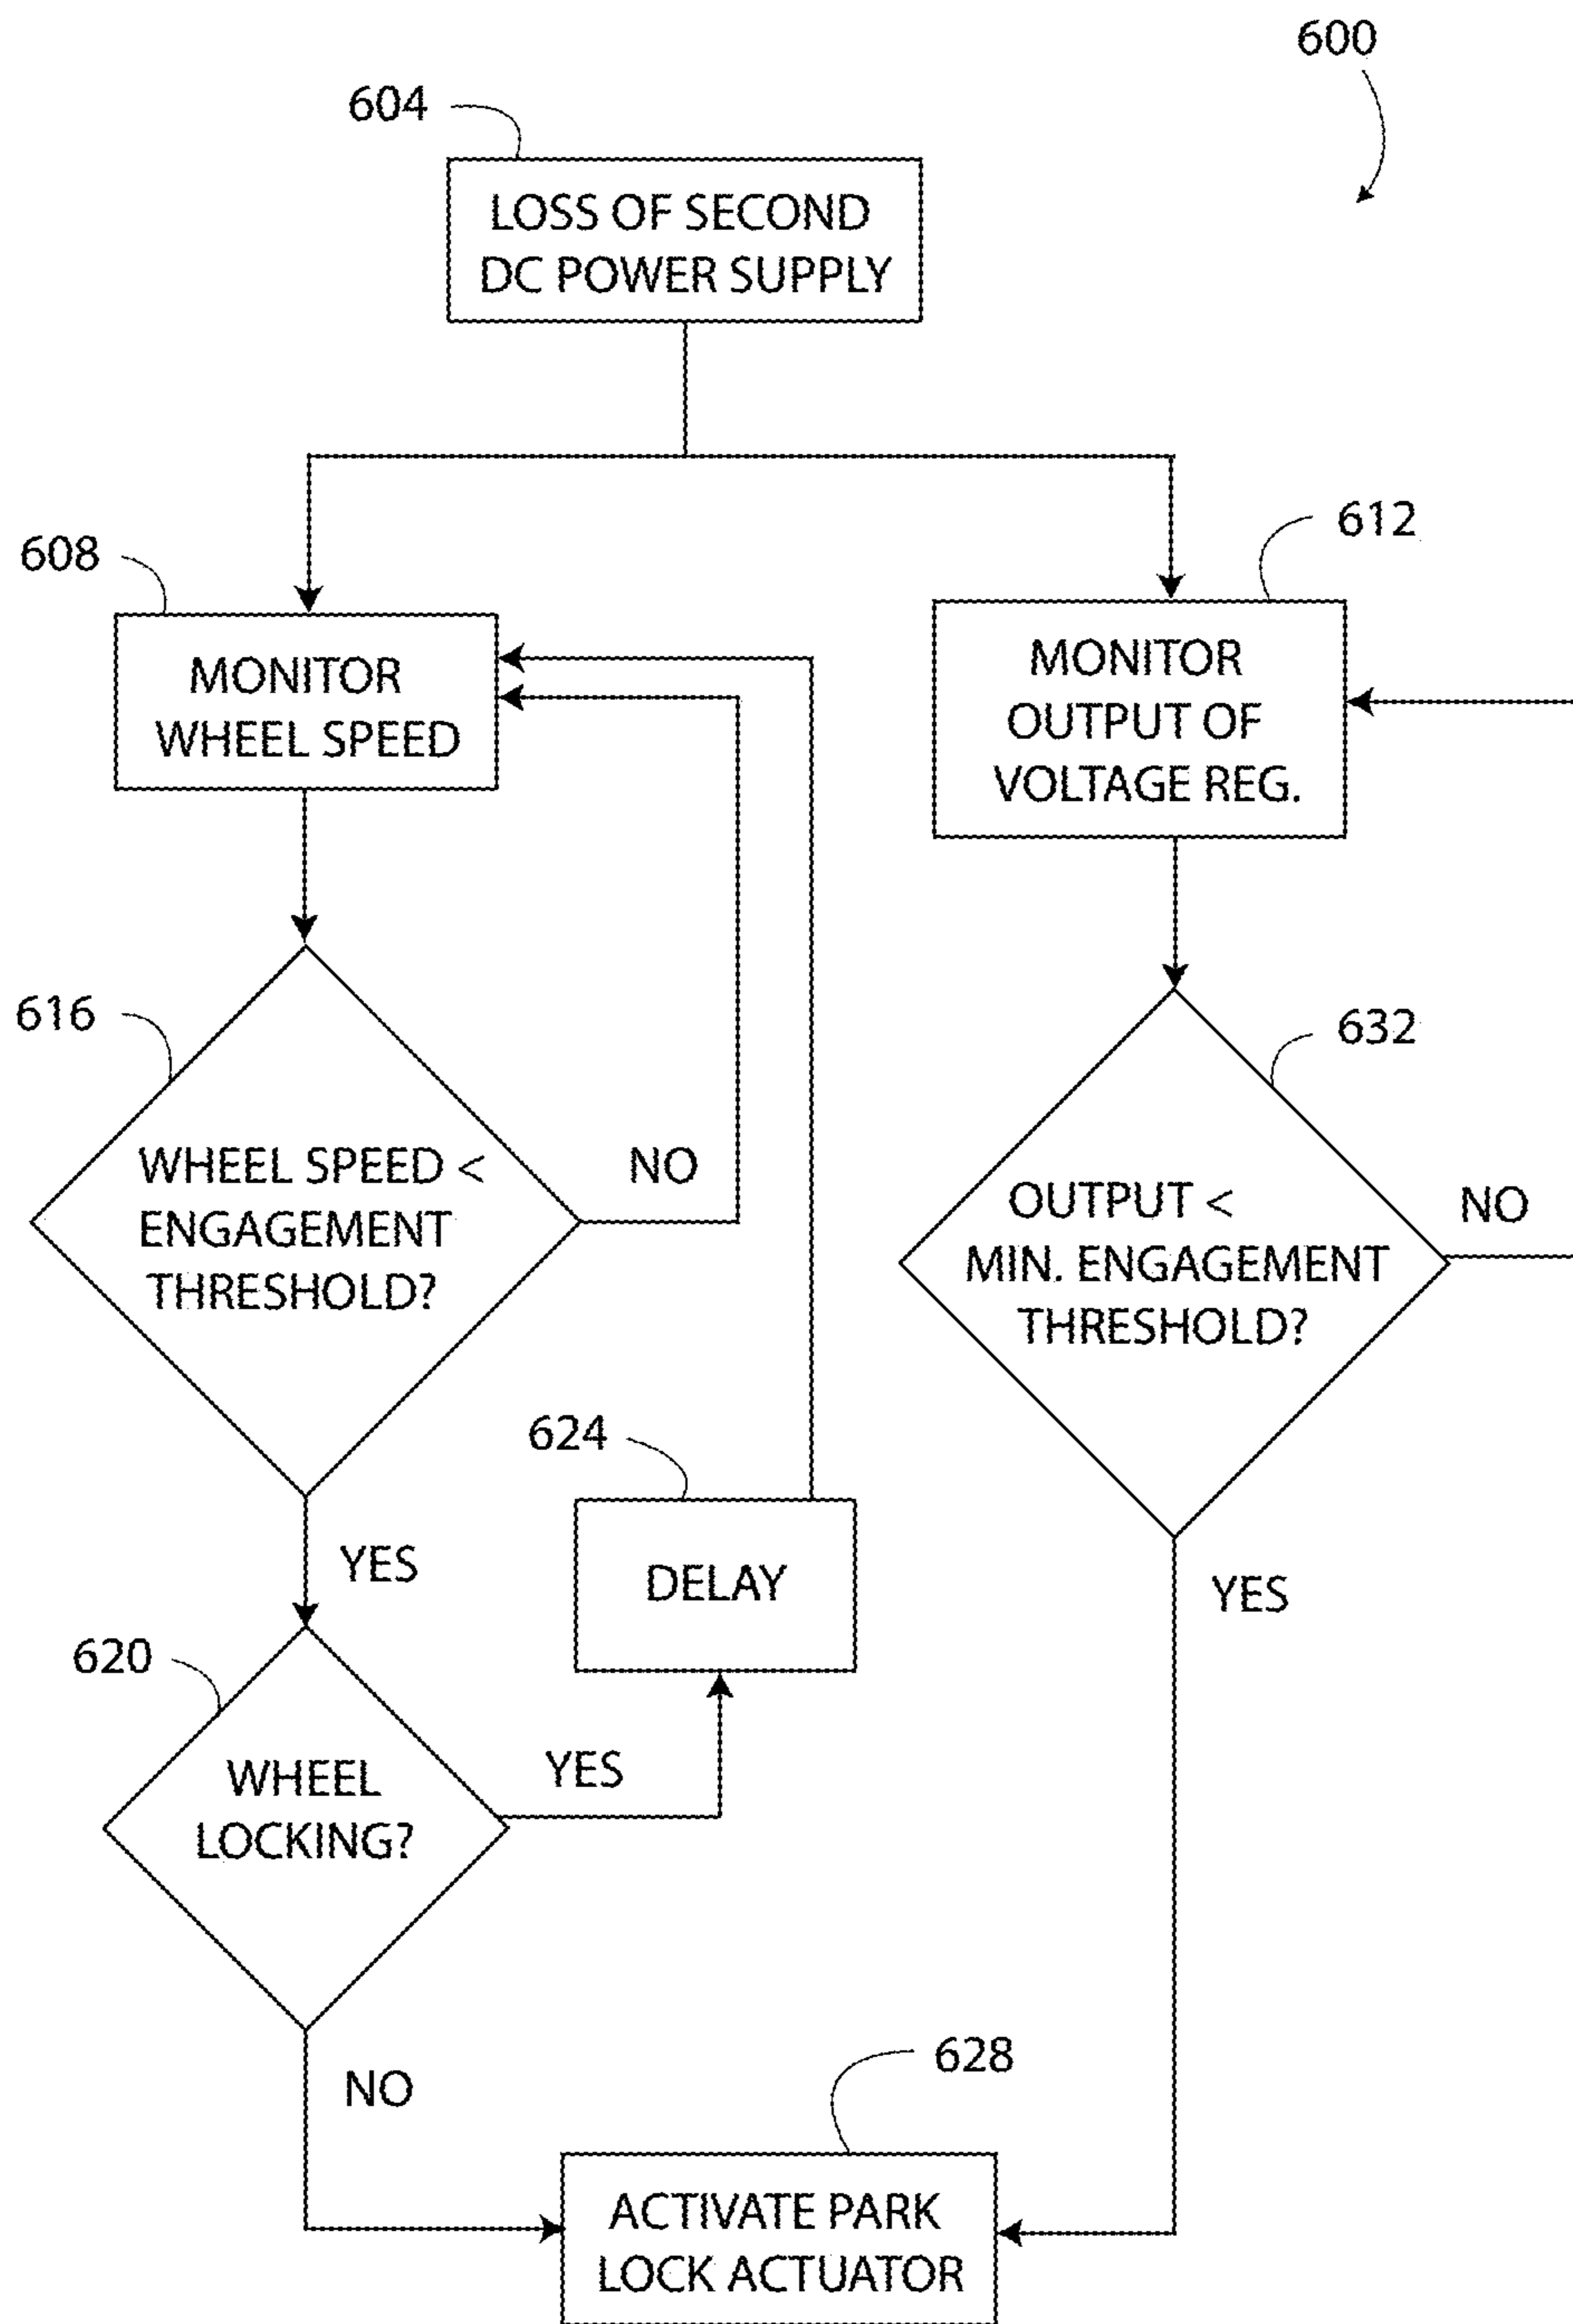 600
604
LOSS OF SECOND
DC POWER SUPPLY
608
MONITOR
WHEEL SPEED
612
MONITOR
OUTPUT OF
VOLTAGE REG.
616
WHEEL SPEED <
ENGAGEMENT
THRESHOLD?
NO
632
OUTPUT <
MIN. ENGAGEMENT
THRESHOLD?
NO
YES
624
DELAY
YES
620
WHEEL
LOCKING?
YES
NO
628
ACTIVATE PARK
LOCK ACTUATOR